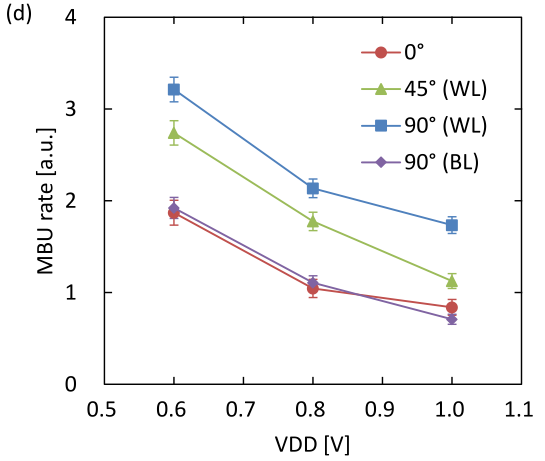 (d)
4
3
2
1
0
MBU rate [a.u.]
0°
45° (WL)
90° (WL)
90° (BL)
0.5 0.6 0.7 0.8 0.9 1.0 1.1
VDD [V]